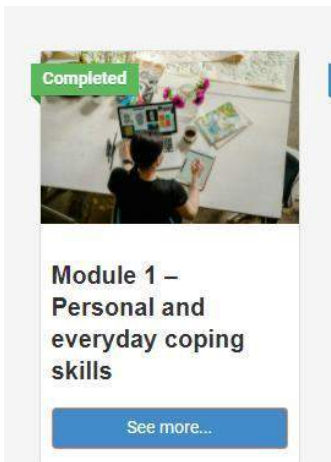 Completed
Module 1 –
Personal and
everyday coping
skills
See more...